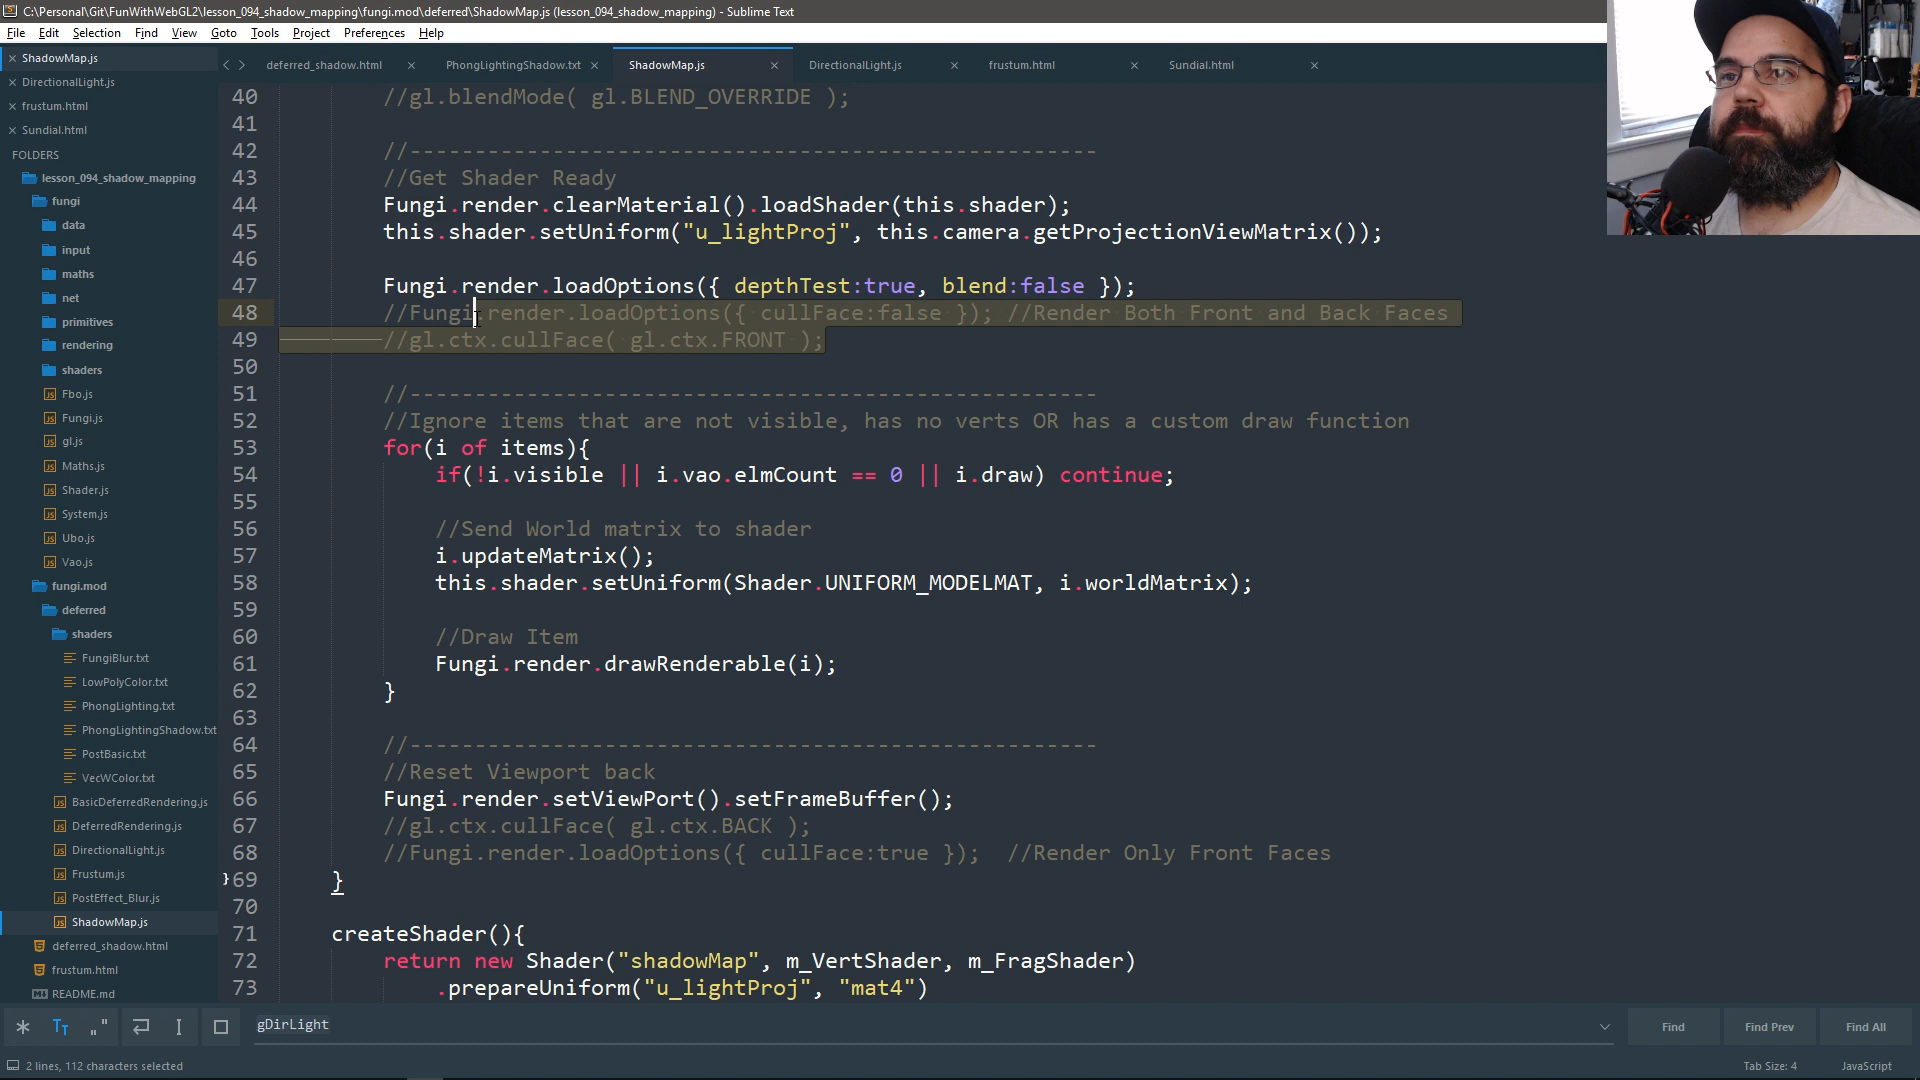 C:\Personal\Git\FunWithWebGL2\lesson_094_shadow_mapping\fungi.mod\deferred\ShadowMap.js (lesson_094_shadow_mapping) - Sublime Text
File Edit Selection Find View Goto Tools Project Preferences Help
ShadowMap.js
DirectionalLight.js
frustum.html
Sundial.html
FOLDERS
lesson_094_shadow_mapping
fungi
data
input
maths
net
primitives
rendering
shaders
Fbo.js
Fungi.js
gl.js
Maths.js
Shader.js
System.js
Ubo.js
Vao.js
fungi.mod
deferred
shaders
FungiBlur.txt
LowPolyColor.txt
PhongLighting.txt
PhongLightingShadow.txt
PostBasic.txt
VecWColor.txt
BasicDeferredRendering.js
DeferredRendering.js
DirectionalLight.js
Frustum.js
PostEffect_Blur.js
ShadowMap.js
deferred_shadow.html
frustum.html
README.md
deferred_shadow.html PhongLightingShadow.txt ShadowMap.js DirectionalLight.js frustum.html Sundial.html
40 //gl.blendMode( gl.BLEND_OVERRIDE );
41
42 //-----------------------------------------------------
43 //Get Shader Ready
44 Fungi.render.clearMaterial().loadShader(this.shader);
45 this.shader.setUniform("u_lightProj", this.camera.getProjectionViewMatrix());
46
47 Fungi.render.loadOptions({ depthTest:true, blend:false });
48 //Fungi.render.loadOptions({ cullFace:false }); //Render Both Front and Back Faces
49 //gl.ctx.cullFace( gl.ctx.FRONT );
50
51 //-----------------------------------------------------
52 //Ignore items that are not visible, has no verts OR has a custom draw function
53 for(i of items){
54 if(!i.visible || i.vao.elmCount == 0 || i.draw) continue;
55
56 //Send World matrix to shader
57 i.updateMatrix();
58 this.shader.setUniform(Shader.UNIFORM_MODELMAT, i.worldMatrix);
59
60 //Draw Item
61 Fungi.render.drawRenderable(i);
62 }
63
64 //-----------------------------------------------------
65 //Reset Viewport back
66 Fungi.render.setViewPort().setFrameBuffer();
67 //gl.ctx.cullFace( gl.ctx.BACK );
68 //Fungi.render.loadOptions({ cullFace:true }); //Render Only Front Faces
69 }
70
71 createShader(){
72 return new Shader("shadowMap", m_VertShader, m_FragShader)
73 .prepareUniform("u_lightProj", "mat4")
gDirLight
Find Find Prev Find All
2 lines, 112 characters selected
Tab Size: 4 JavaScript